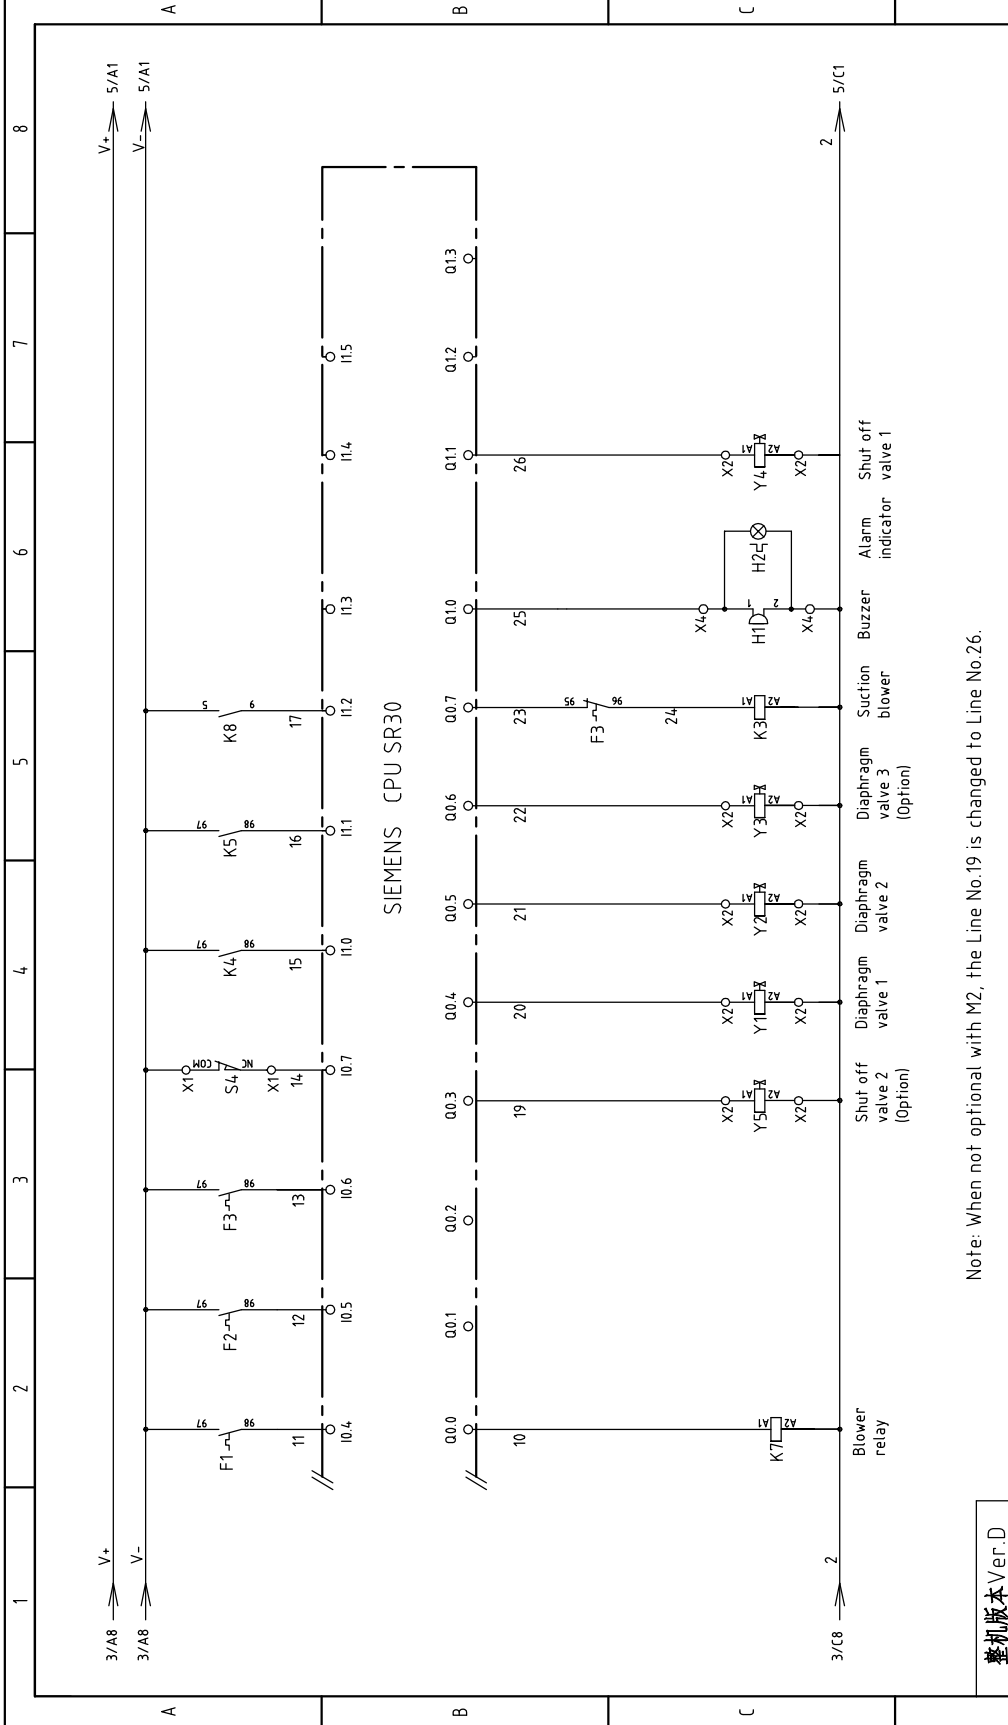 1
2
3
4
5
6
7
8
A
A
3/A8
V+
V+
5/A1
3/A8
V-
V-
5/A1
97
97
97
X1
COM
97
97
5
F1
F2
F3
S4
K4
K5
K8
98
98
98
NC
X1
98
98
9
11
12
13
14
15
16
17
I0.4
I0.5
I0.6
I0.7
I1.0
I1.1
I1.2
I1.3
I1.4
I1.5
SIEMENS CPU SR30
B
B
Q0.0
Q0.1
Q0.2
Q0.3
Q0.4
Q0.5
Q0.6
Q0.7
Q1.0
Q1.1
Q1.2
Q1.3
10
19
20
21
22
23
25
26
95
F3
96
24
C
C
X2
X2
X2
X2
X4
X2
A1
A1
A1
A1
A1
A1
1
A1
K7
Y5
Y1
Y2
Y3
K3
H1
H2
Y4
A2
A2
A2
A2
A2
A2
2
A2
X2
X2
X2
X2
X4
X2
3/C8
2
2
5/C1
Blower
relay
Shut off
valve 2
(Option)
Diaphragm
valve 1
Diaphragm
valve 2
Diaphragm
valve 3
(Option)
Suction
blower
Buzzer
Alarm
indicator
Shut off
valve 1
Note: When not optional with M2, the Line No.19 is changed to Line No.26.
整机版本Ver.D